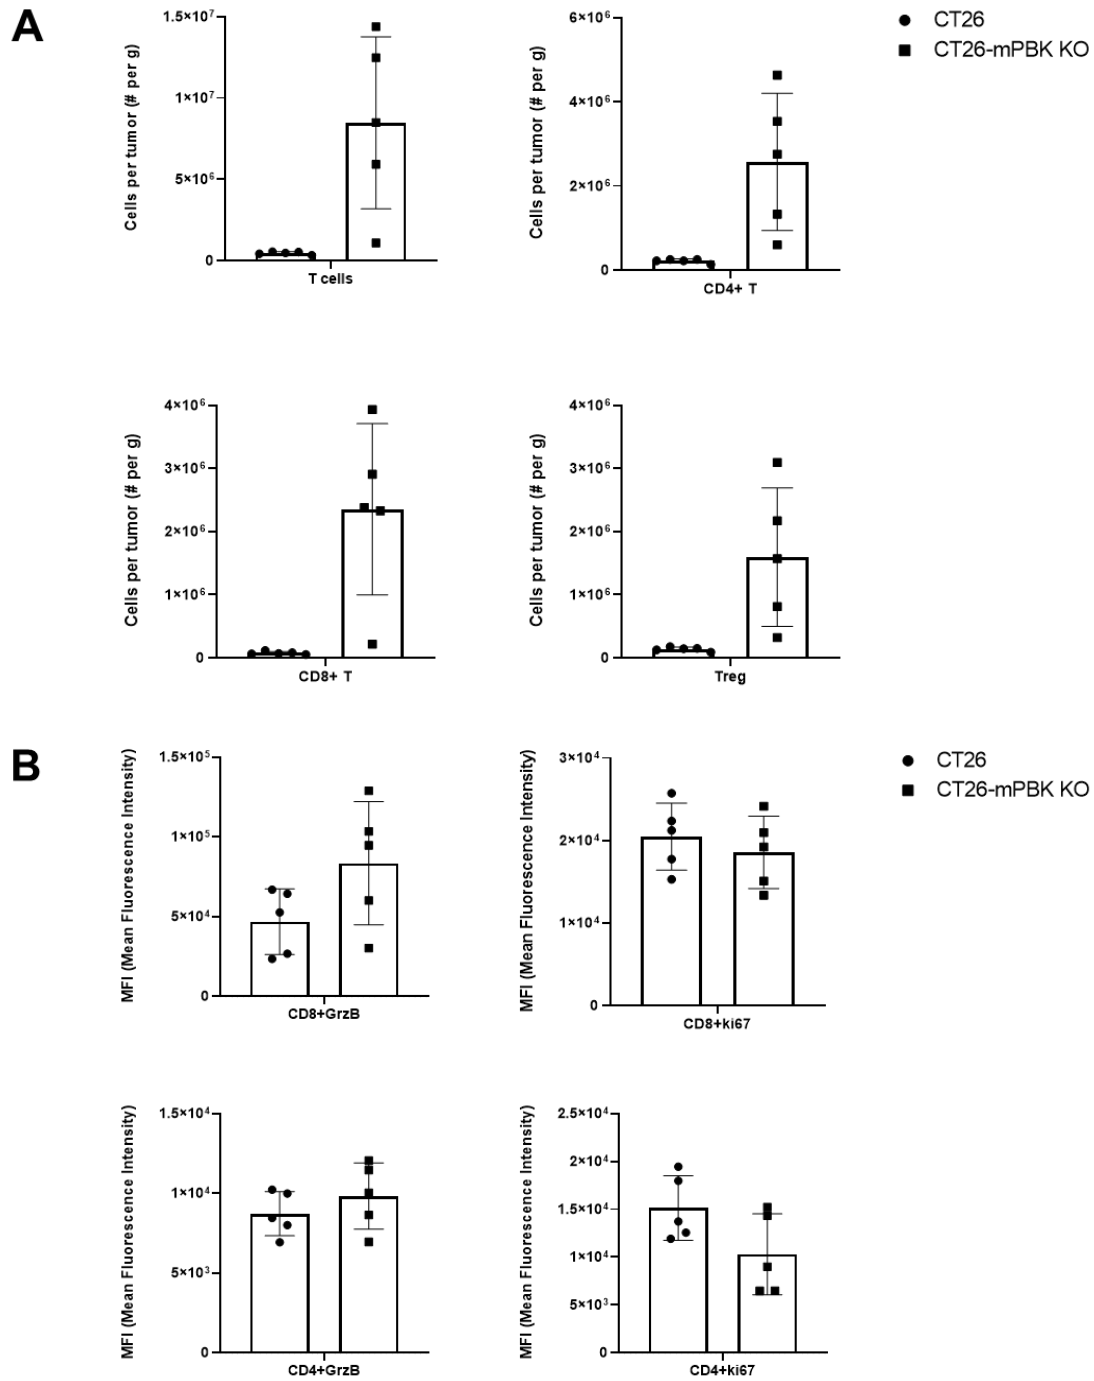 A
Cells per tumor (# per g)
1.5×10⁷
1×10⁷
5×10⁶
0
T cells
Cells per tumor (# per g)
6×10⁶
4×10⁶
2×10⁶
0
CD4+ T
CT26
CT26-mPBK KO
Cells per tumor (# per g)
4×10⁶
3×10⁶
2×10⁶
1×10⁶
0
CD8+ T
Cells per tumor (# per g)
4×10⁶
3×10⁶
2×10⁶
1×10⁶
0
Treg
B
MFI (Mean Fluorescence Intensity)
1.5×10⁵
1×10⁵
5×10⁴
0
CD8+GrzB
MFI (Mean Fluorescence Intensity)
3×10⁴
2×10⁴
1×10⁴
0
CD8+ki67
CT26
CT26-mPBK KO
MFI (Mean Fluorescence Intensity)
1.5×10⁴
1×10⁴
5×10³
0
CD4+GrzB
MFI (Mean Fluorescence Intensity)
2.5×10⁴
2×10⁴
1.5×10⁴
1×10⁴
5×10³
0
CD4+ki67